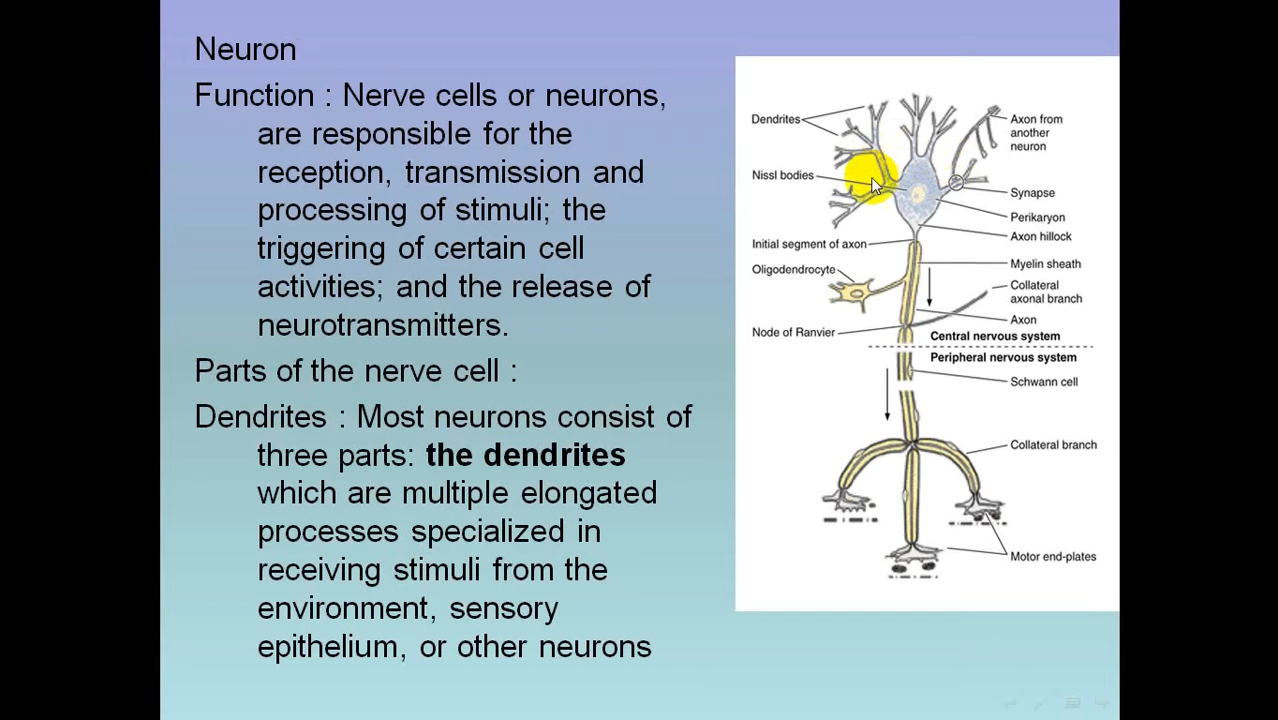 Neuron
Function : Nerve cells or neurons,
are responsible for the
reception, transmission and
processing of stimuli; the
triggering of certain cell
activities; and the release of
neurotransmitters.
Parts of the nerve cell :
Dendrites : Most neurons consist of
three parts: the dendrites
which are multiple elongated
processes specialized in
receiving stimuli from the
environment, sensory
epithelium, or other neurons
Dendrites
Nissl bodies
Initial segment of axon
Oligodendrocyte
Node of Ranvier
Axon from
another
neuron
Synapse
Perikaryon
Axon hillock
Myelin sheath
Collateral
axonal branch
Axon
Central nervous system
Peripheral nervous system
Schwann cell
Collateral branch
Motor end-plates